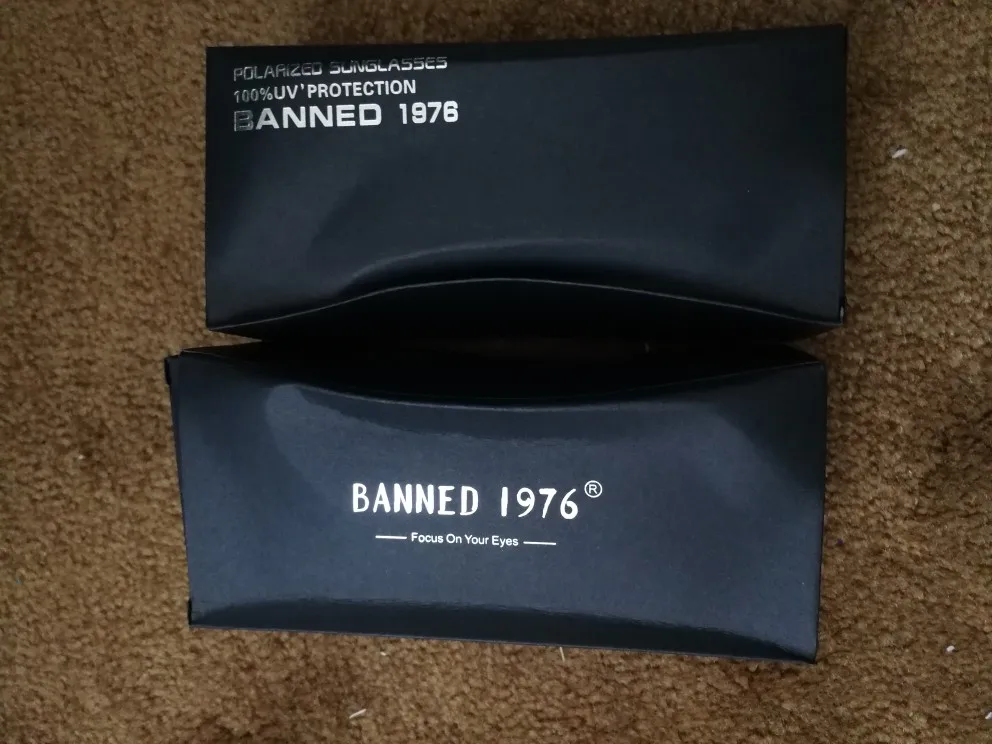 POLARIZED SUNGLASSES
100%UV'PROTECTION
BANNED 1976
BANNED 1976®
Focus On Your Eyes